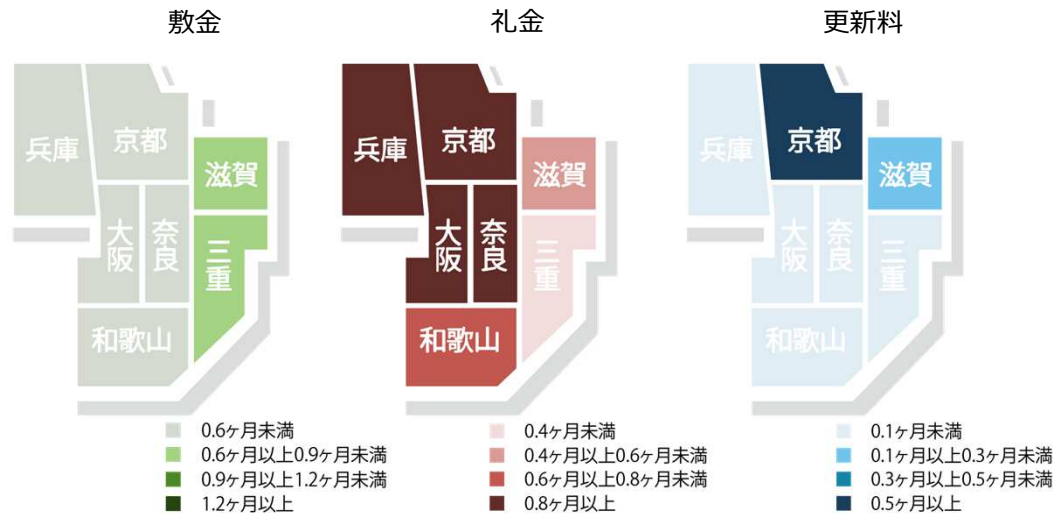 敷金
兵庫
京都
滋賀
大阪
奈良
三重
和歌山
0.6ヶ月未満
0.6ヶ月以上0.9ヶ月未満
0.9ヶ月以上1.2ヶ月未満
1.2ヶ月以上
礼金
兵庫
京都
滋賀
大阪
奈良
三重
和歌山
0.4ヶ月未満
0.4ヶ月以上0.6ヶ月未満
0.6ヶ月以上0.8ヶ月未満
0.8ヶ月以上
更新料
兵庫
京都
滋賀
大阪
奈良
三重
和歌山
0.1ヶ月未満
0.1ヶ月以上0.3ヶ月未満
0.3ヶ月以上0.5ヶ月未満
0.5ヶ月以上